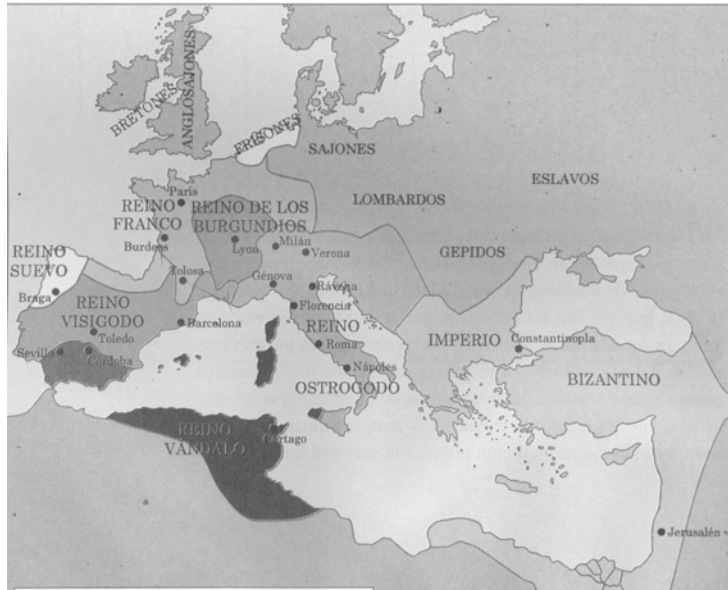 BRETONES
ANGLOSAJONES
FRISONES
SAJONES
ESLAVOS
LOMBARDOS
GEPIDOS
París
REINO
FRANCO
Burdeos
REINO DE LOS
BURGUNDIOS
Lyon
Milán
Verona
REINO
SUEVO
Braga
Tolosa
Génova
Rávena
Florencia
REINO
VISIGODO
Toledo
Barcelona
Sevilla
Córdoba
REINO
Roma
Nápoles
OSTROGODO
IMPERIO
Constantinopla
BIZANTINO
REINO
VÁNDALO
Cartago
Jerusalén